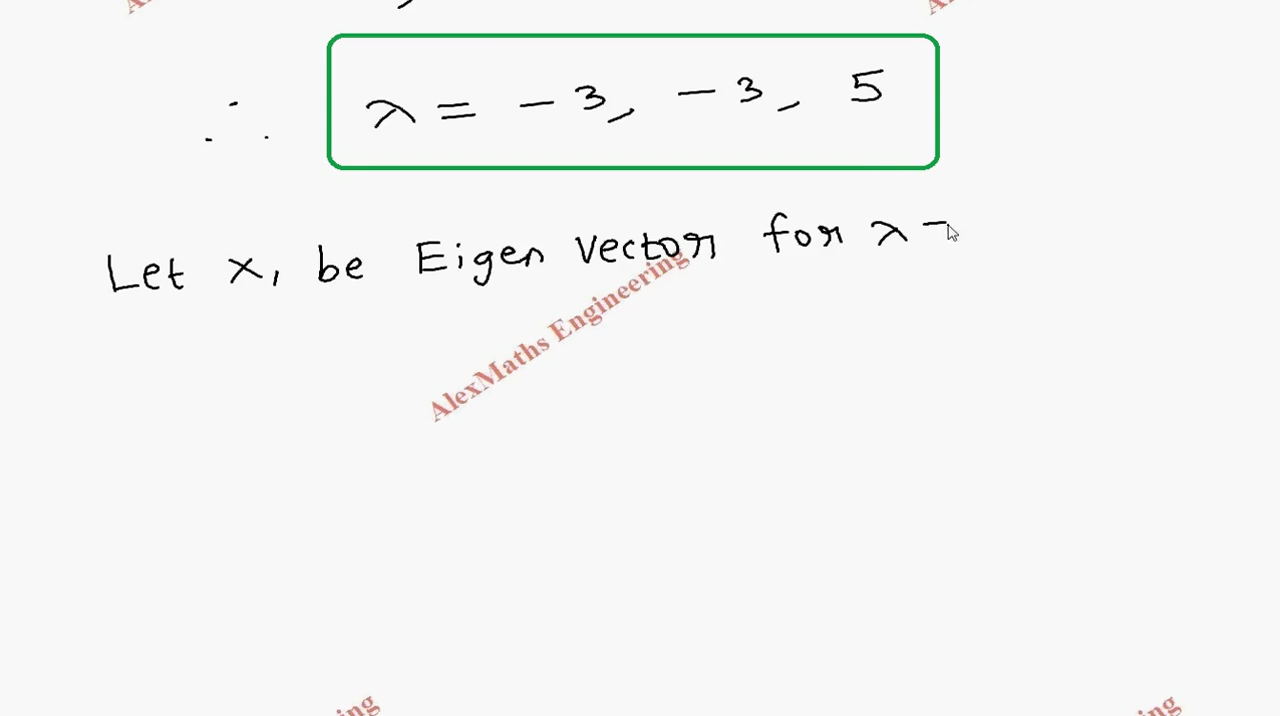 ∴ λ = -3, -3, 5
Let x₁ be Eigen vector for λ -
AlexMaths Engineering